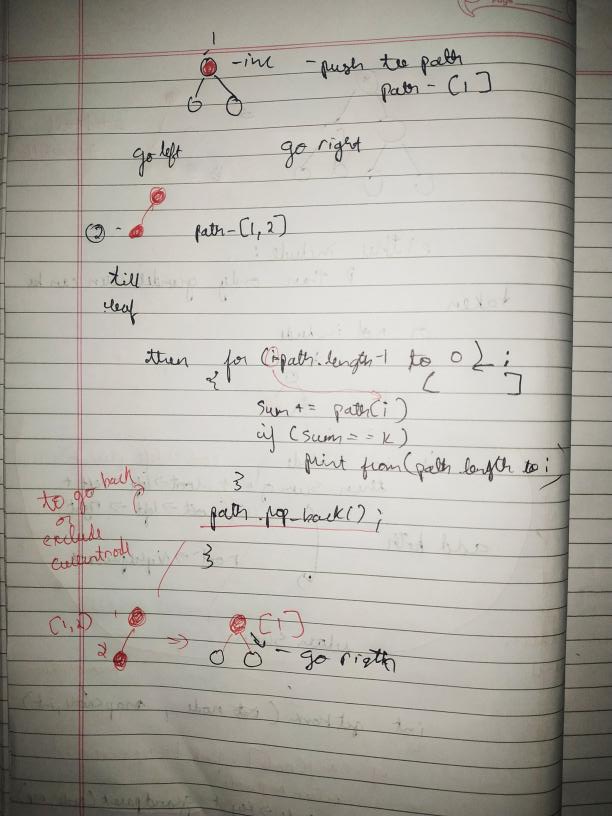 1
-inc - push the path
path - [1]
go left go right
② - path - [1, 2]
till
leaf
then for (i→path.length-1 to 0) ;
{ [ ]
sum += path(i)
if (sum == k)
print from (path length to i)
}
to go back
or
exclude
current node
path.pop_back();
}
(1,2) 1 [1]
2 ⇒ - go rigth